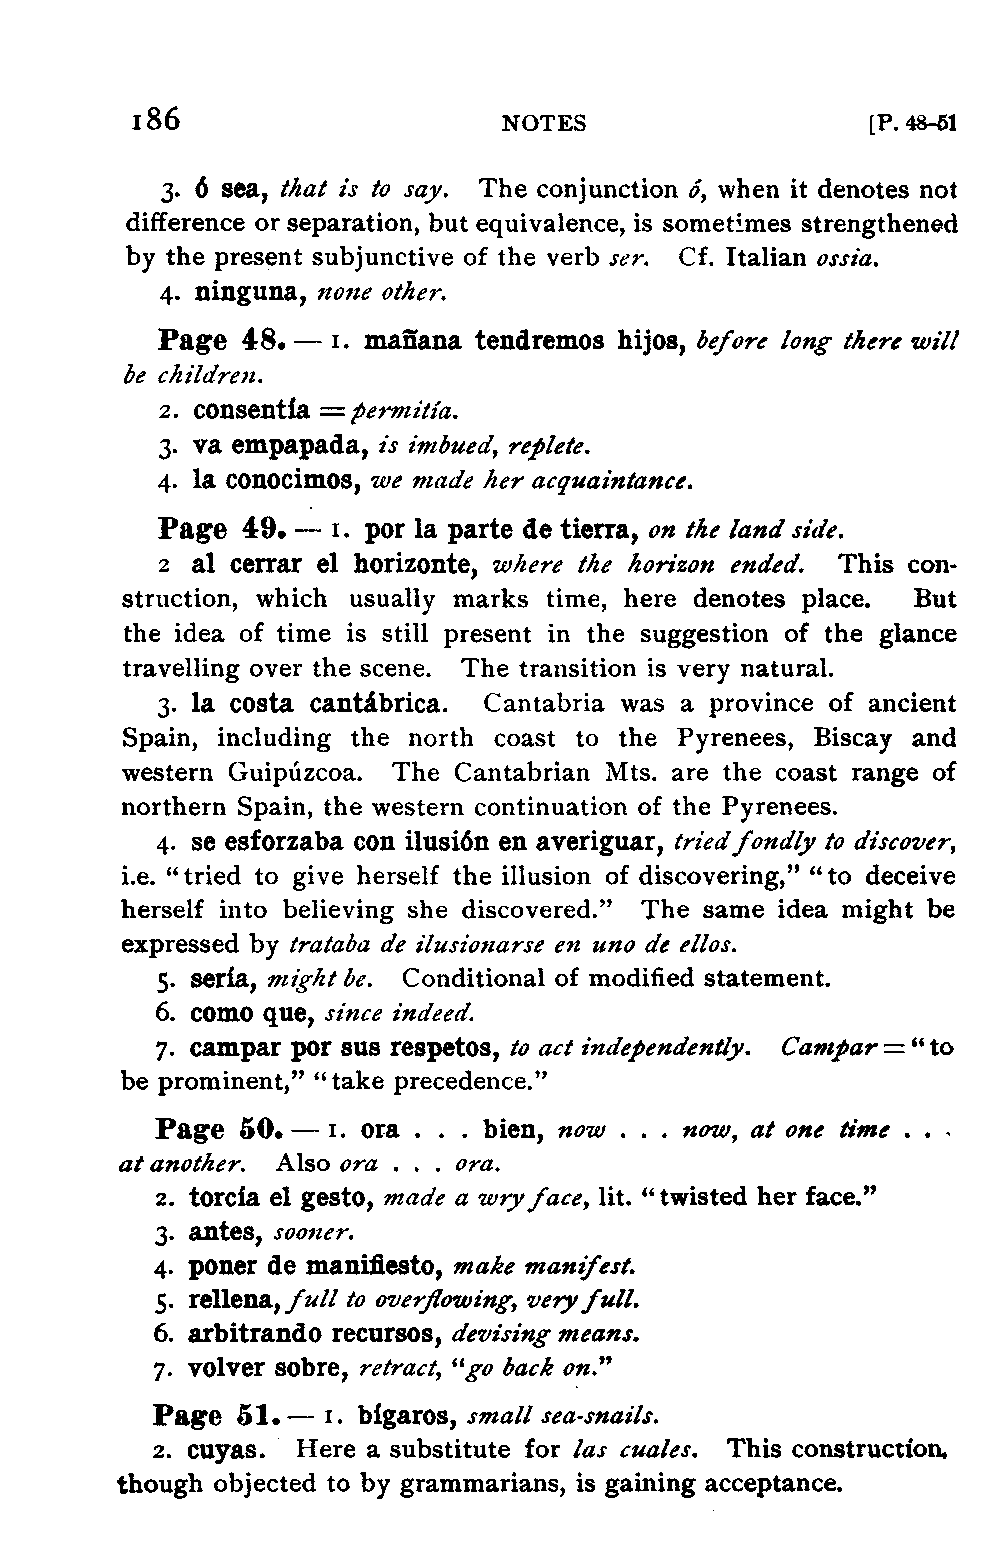 186 NOTES [P. 48–51
3. ó sea, that is to say. The conjunction ó, when it denotes not
difference or separation, but equivalence, is sometimes strengthened
by the present subjunctive of the verb ser. Cf. Italian ossia.
4. ninguna, none other.
Page 48. — 1. mañana tendremos hijos, before long there will
be children.
2. consentía = permitía.
3. va empapada, is imbued, replete.
4. la conocimos, we made her acquaintance.
Page 49. — 1. por la parte de tierra, on the land side.
2 al cerrar el horizonte, where the horizon ended. This con-
struction, which usually marks time, here denotes place. But
the idea of time is still present in the suggestion of the glance
travelling over the scene. The transition is very natural.
3. la costa cantábrica. Cantabria was a province of ancient
Spain, including the north coast to the Pyrenees, Biscay and
western Guipúzcoa. The Cantabrian Mts. are the coast range of
northern Spain, the western continuation of the Pyrenees.
4. se esforzaba con ilusión en averiguar, tried fondly to discover,
i.e. “tried to give herself the illusion of discovering,” “to deceive
herself into believing she discovered.” The same idea might be
expressed by trataba de ilusionarse en uno de ellos.
5. sería, might be. Conditional of modified statement.
6. como que, since indeed.
7. campar por sus respetos, to act independently. Campar = “to
be prominent,” “take precedence.”
Page 50. — 1. ora . . . bien, now . . . now, at one time . . .
at another. Also ora . . . ora.
2. torcía el gesto, made a wry face, lit. “twisted her face.”
3. antes, sooner.
4. poner de manifiesto, make manifest.
5. rellena, full to overflowing, very full.
6. arbitrando recursos, devising means.
7. volver sobre, retract, “go back on.”
Page 51. — 1. bígaros, small sea-snails.
2. cuyas. Here a substitute for las cuales. This construction,
though objected to by grammarians, is gaining acceptance.